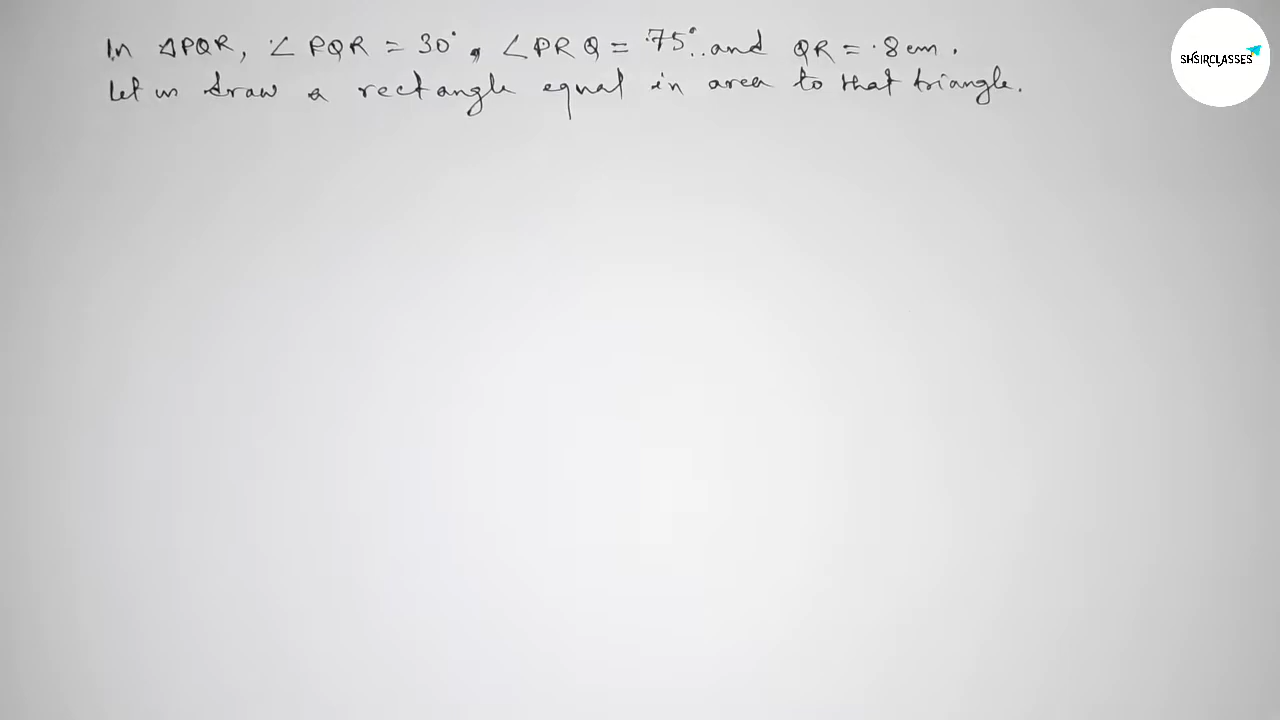 In △PQR, ∠PQR = 30°, ∠PRQ = 75°. and QR = 8 cm.
Let us draw a rectangle equal in area to that triangle.
SHSIRCLASSES